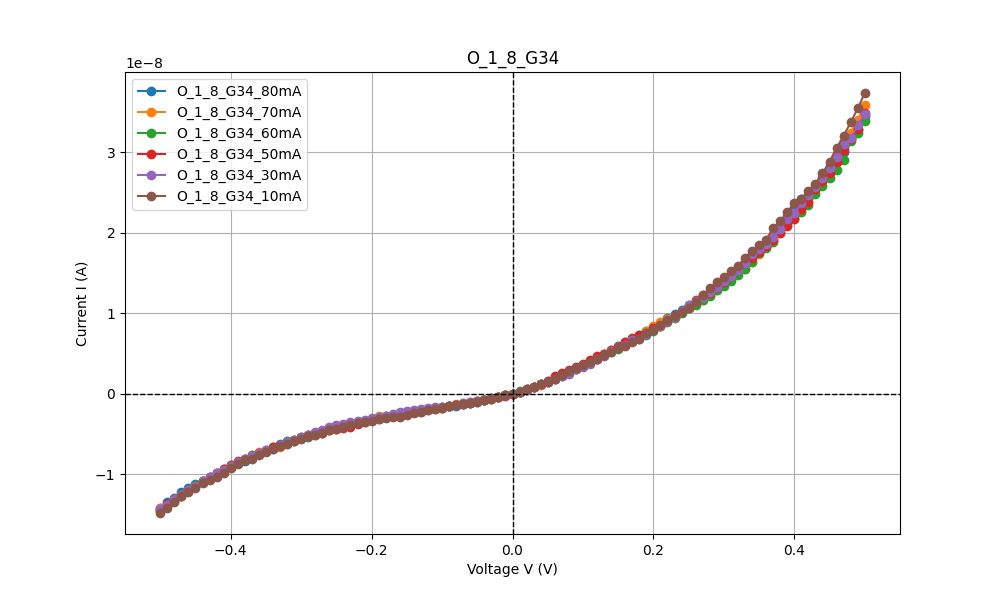 O_1_8_G34
1e−8
O_1_8_G34_80mA
O_1_8_G34_70mA
O_1_8_G34_60mA
O_1_8_G34_50mA
O_1_8_G34_30mA
O_1_8_G34_10mA
3
2
1
0
−1
Current I (A)
−0.4 −0.2 0.0 0.2 0.4
Voltage V (V)